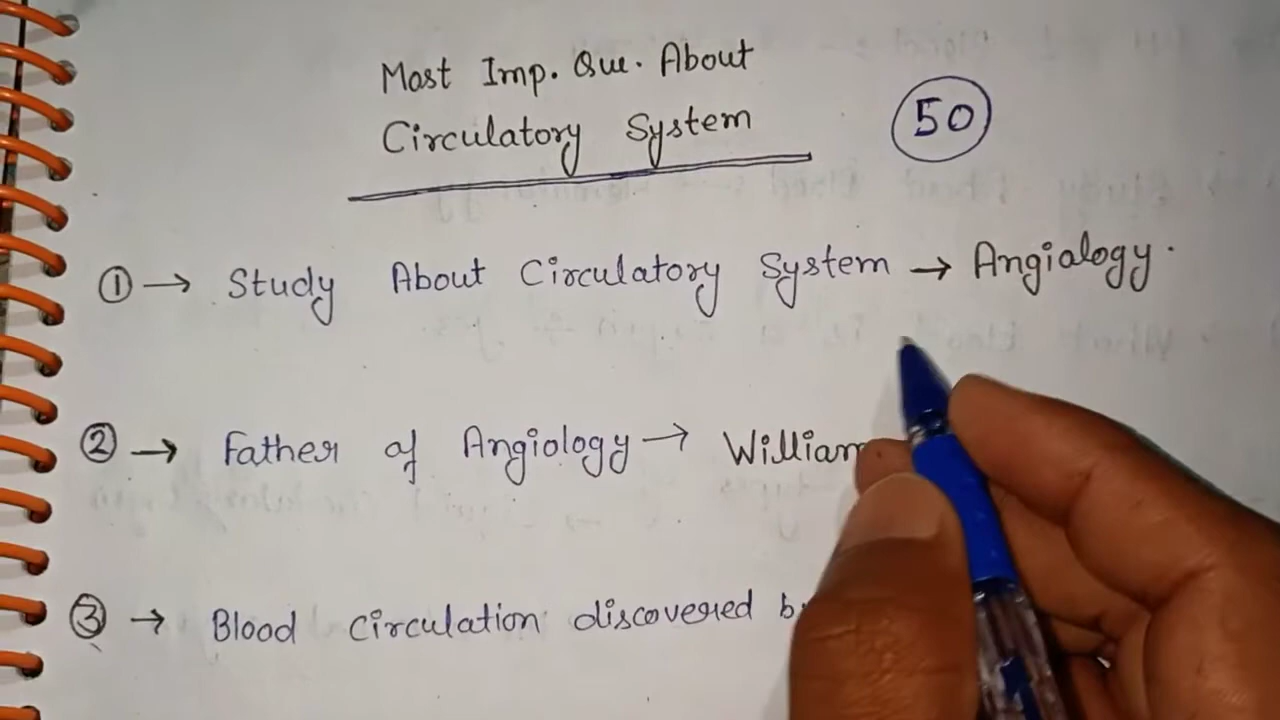 Most Imp. Que. About
Circulatory System
50
① → Study About Circulatory System → Angialogy.
② → Father of Angiology → William
③ → Blood circulation discovered